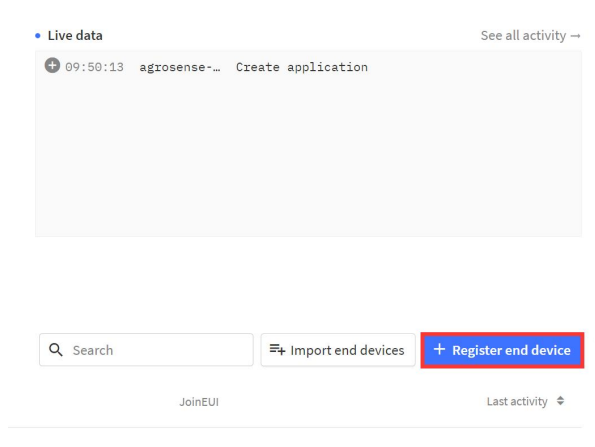 Live data See all activity →
09:50:13 agrosense-… Create application
Search Import end devices + Register end device
JoinEUI Last activity